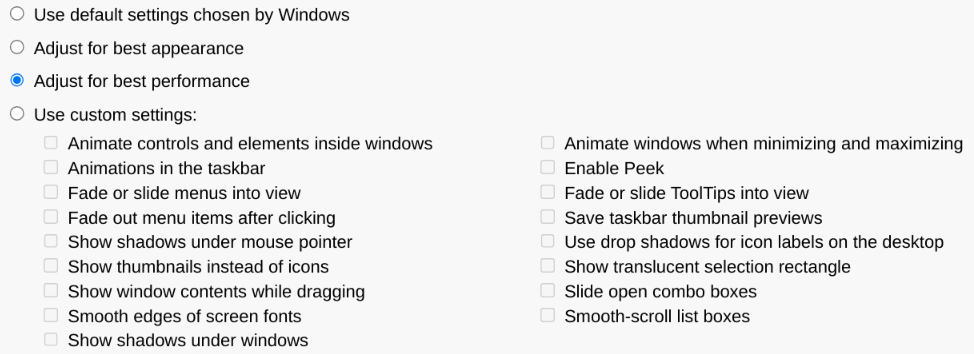 Use default settings chosen by Windows
Adjust for best appearance
Adjust for best performance
Use custom settings:
Animate controls and elements inside windows
Animations in the taskbar
Fade or slide menus into view
Fade out menu items after clicking
Show shadows under mouse pointer
Show thumbnails instead of icons
Show window contents while dragging
Smooth edges of screen fonts
Show shadows under windows
Animate windows when minimizing and maximizing
Enable Peek
Fade or slide ToolTips into view
Save taskbar thumbnail previews
Use drop shadows for icon labels on the desktop
Show translucent selection rectangle
Slide open combo boxes
Smooth-scroll list boxes